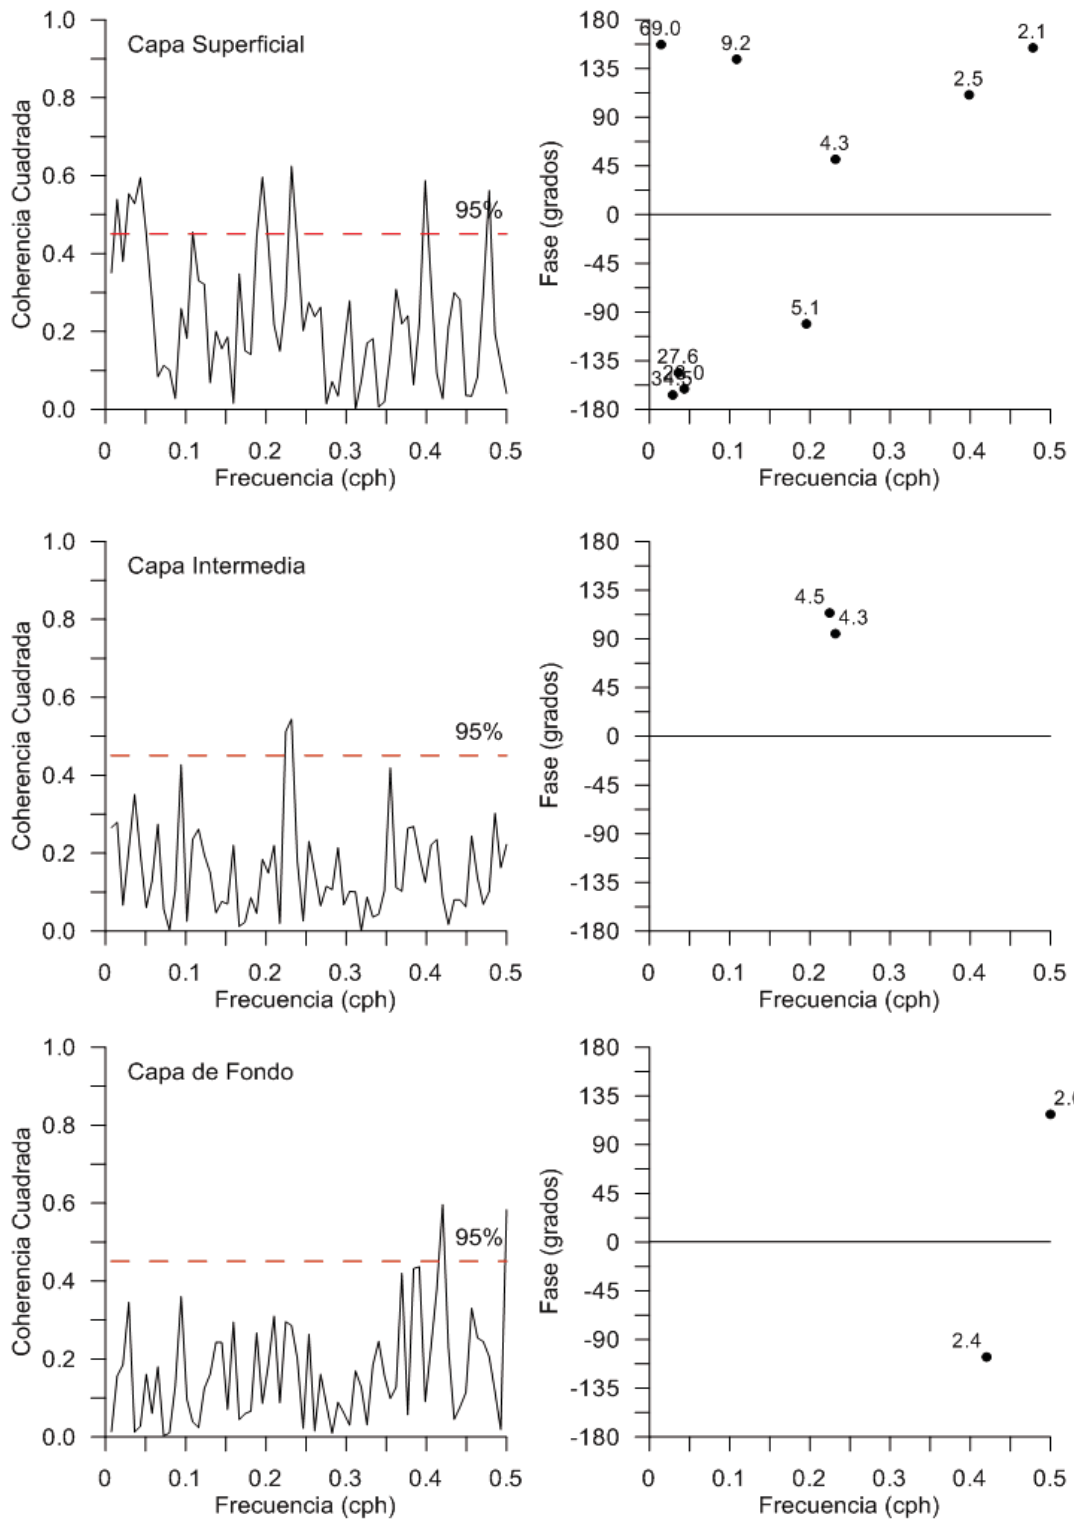 Capa Superficial
Coherencia Cuadrada
1.0
0.8
0.6
0.4
0.2
0.0
95%
0 0.1 0.2 0.3 0.4 0.5
Frecuencia (cph)
Fase (grados)
180
135
90
45
0
-45
-90
-135
-180
69.0
9.2
2.1
2.5
4.3
5.1
27.6
34.5
0 0.1 0.2 0.3 0.4 0.5
Frecuencia (cph)
Capa Intermedia
Coherencia Cuadrada
1.0
0.8
0.6
0.4
0.2
0.0
95%
0 0.1 0.2 0.3 0.4 0.5
Frecuencia (cph)
Fase (grados)
180
135
90
45
0
-45
-90
-135
-180
4.5
4.3
0 0.1 0.2 0.3 0.4 0.5
Frecuencia (cph)
Capa de Fondo
Coherencia Cuadrada
1.0
0.8
0.6
0.4
0.2
0.0
95%
0 0.1 0.2 0.3 0.4 0.5
Frecuencia (cph)
Fase (grados)
180
135
90
45
0
-45
-90
-135
-180
2.4
0 0.1 0.2 0.3 0.4 0.5
Frecuencia (cph)